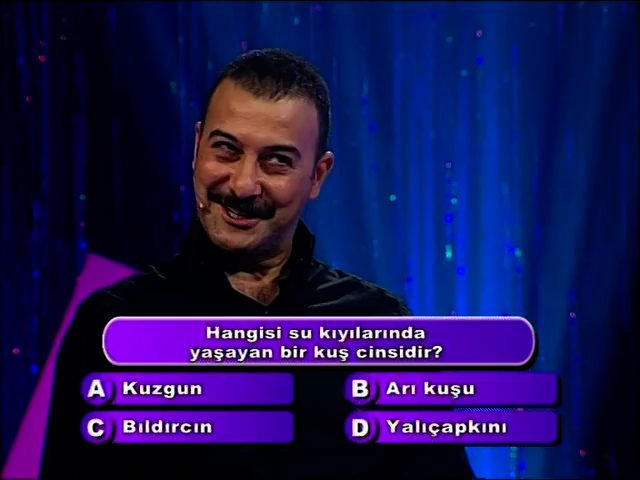 Hangisi su kıyılarında
yaşayan bir kuş cinsidir?
A Kuzgun
B Arı kuşu
C Bıldırcın
D Yalıçapkını